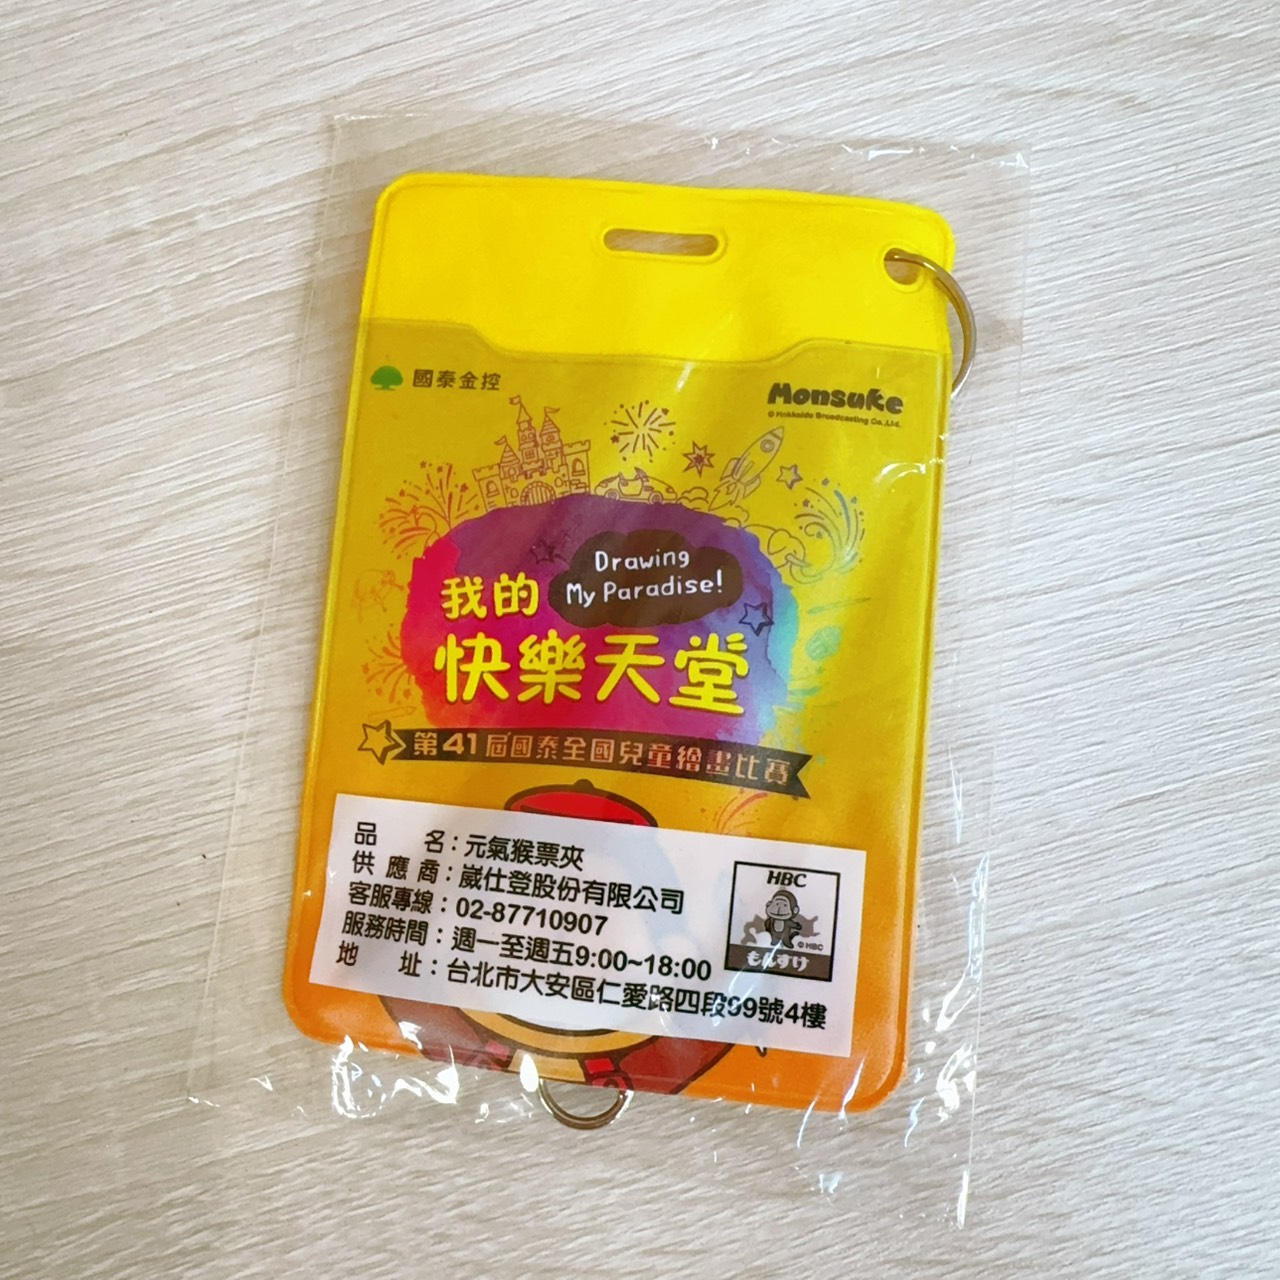 國泰金控
Monsuke
© Hokkaido Broadcasting Co.,Ltd.
Drawing
My Paradise!
我的
快樂天堂
第41屆國泰全國兒童繪畫比賽
品名：元氣猴票夾
供應商：崴仕登股份有限公司
客服專線：02-87710907
服務時間：週一至週五9:00~18:00
地址：台北市大安區仁愛路四段99號4樓
HBC
© HBC
もんすけ